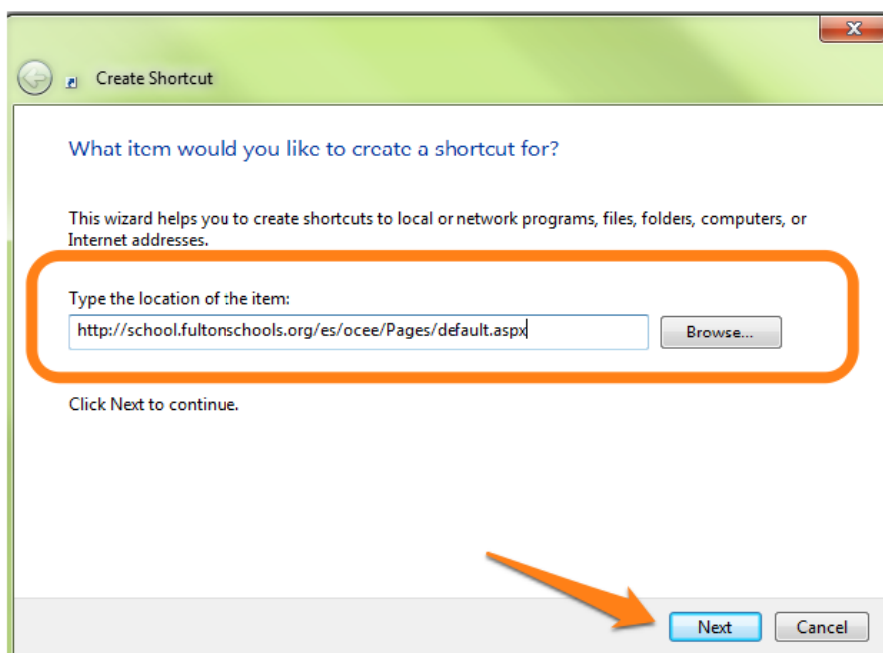 Create Shortcut
What item would you like to create a shortcut for?
This wizard helps you to create shortcuts to local or network programs, files, folders, computers, or
Internet addresses.
Type the location of the item:
http://school.fultonschools.org/es/ocee/Pages/default.aspx
Browse...
Click Next to continue.
Next
Cancel